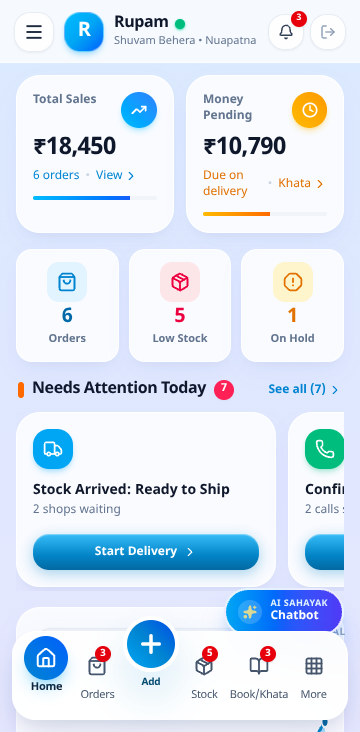 R
Rupam
Shuvam Behera • Nuapatna
3
Total Sales
₹18,450
6 orders • View
Money
Pending
₹10,790
Due on
delivery • Khata
6
Orders
5
Low Stock
1
On Hold
Needs Attention Today 7
See all (7)
Stock Arrived: Ready to Ship
2 shops waiting
Start Delivery
2 calls
AI SAHAYAK
Chatbot
Home
3
Orders
Add
5
Stock
3
Book/Khata
More